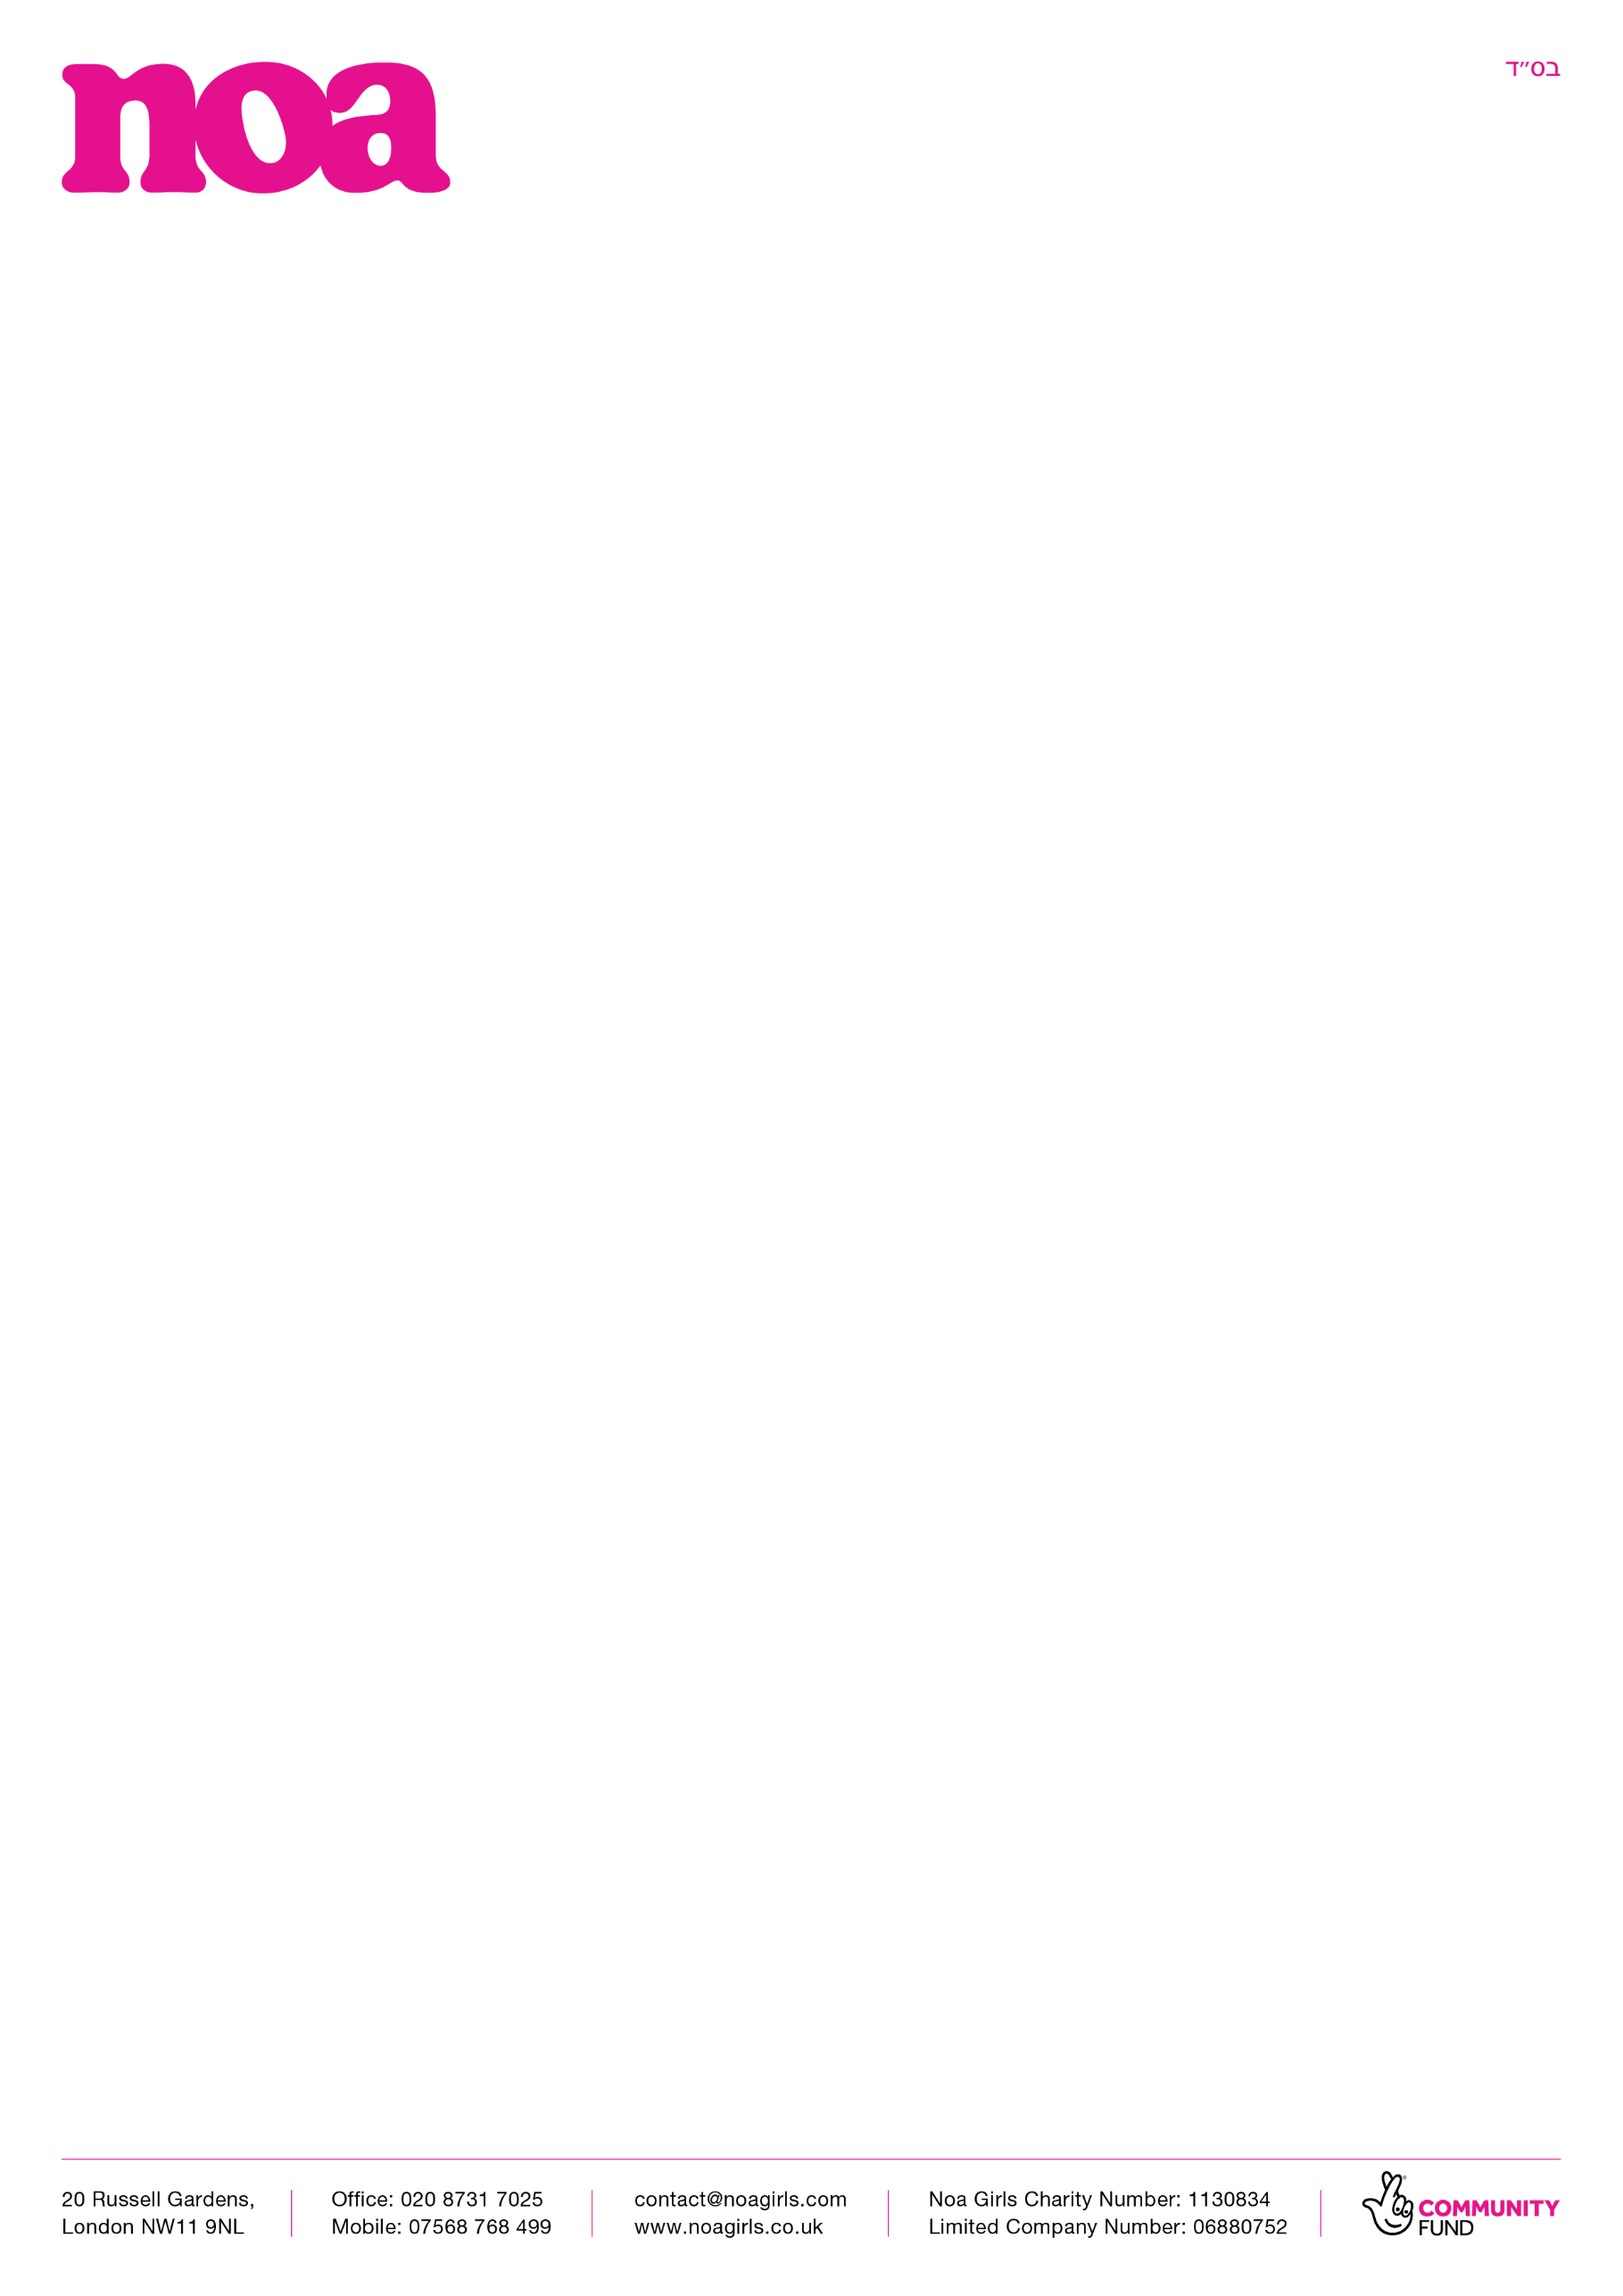 noa
בס״ד
20 Russell Gardens,
London NW11 9NL
Office: 020 8731 7025
Mobile: 07568 768 499
contact@noagirls.com
www.noagirls.co.uk
Noa Girls Charity Number: 1130834
Limited Company Number: 06880752
COMMUNITY
FUND